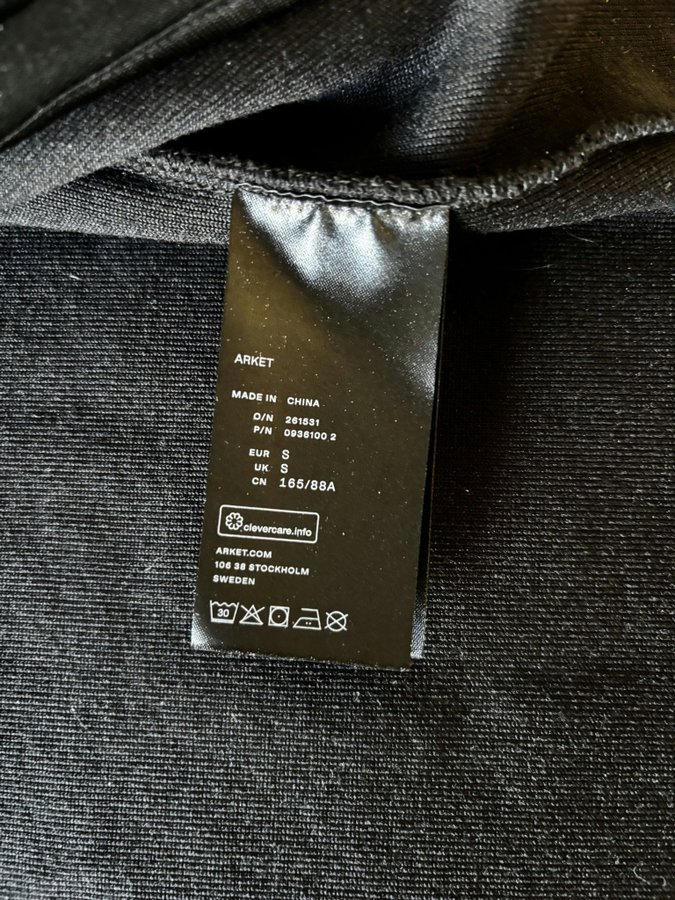 ARKET
MADE IN CHINA
O/N 261531
P/N 0936100 2
EUR S
UK S
CN 165/88A
clevercare.info
ARKET.COM
106 38 STOCKHOLM
SWEDEN
30